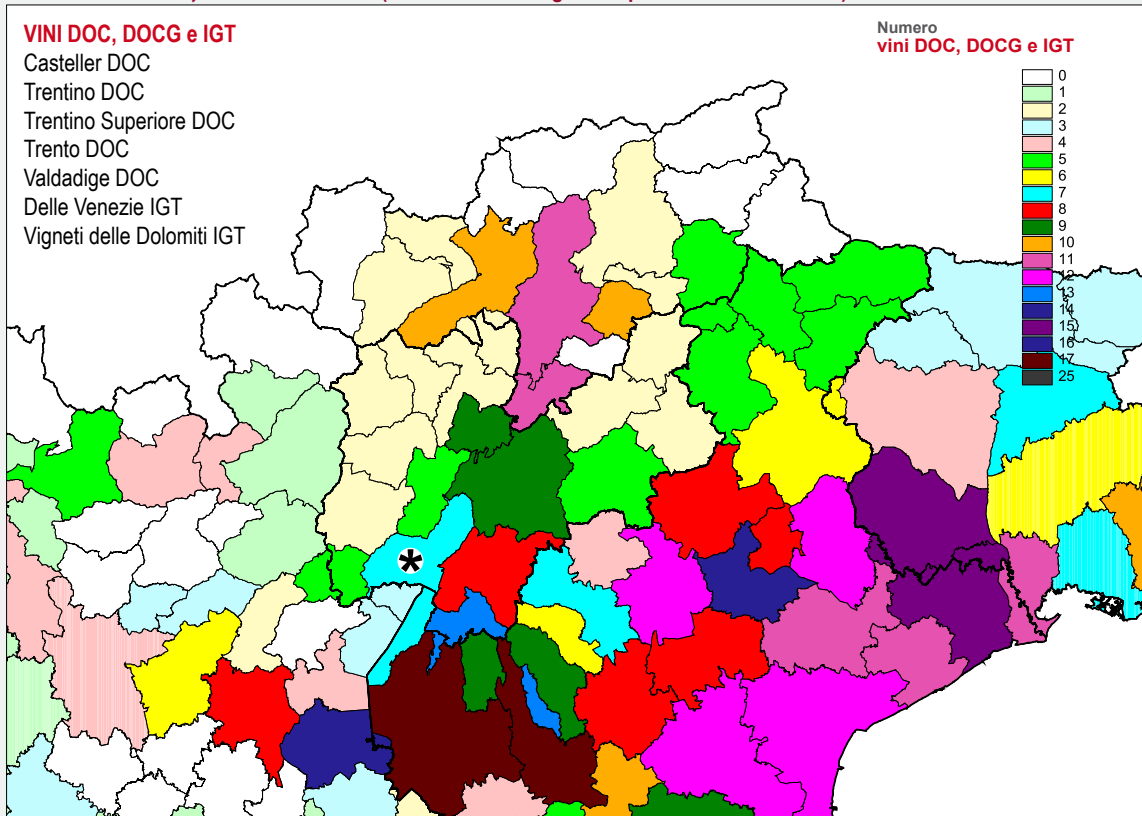 VINI DOC, DOCG e IGT
Casteller DOC
Trentino DOC
Trentino Superiore DOC
Trento DOC
Valdadige DOC
Delle Venezie IGT
Vigneti delle Dolomiti IGT
Numero
vini DOC, DOCG e IGT
0
1
2
3
4
5
6
7
8
9
10
11
12
13
14
15
16
17
25
*